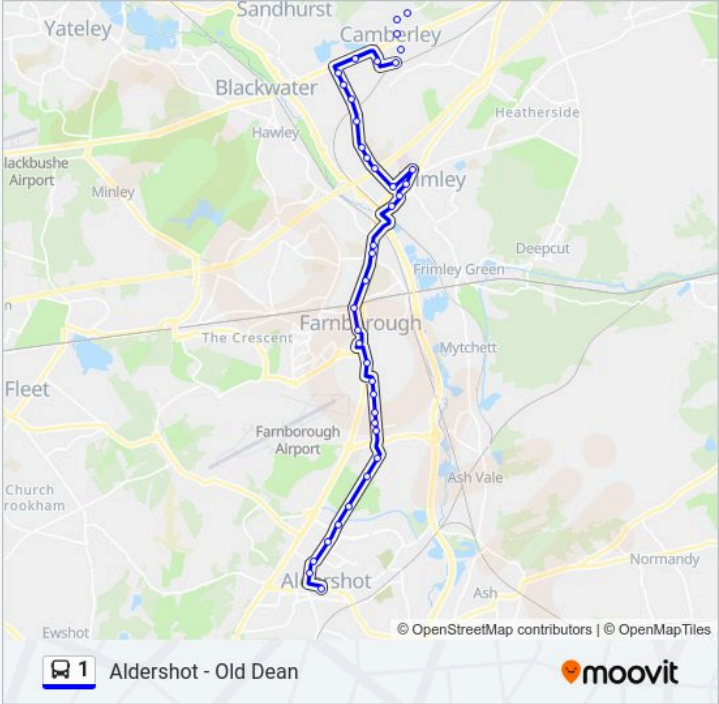 Sandhurst
Yateley
Camberley
Blackwater
Heatherside
Hawley
lackbushe
Airport
Minley
imley
Deepcut
Frimley Green
n
Farnborough
The Crescent
Mytchett
Fleet
Farnborough
Airport
Ash Vale
Church
rookham
Normandy
Aldershot
Ash
Ewshot
© OpenStreetMap contributors | © OpenMapTiles
1 Aldershot - Old Dean
moovit